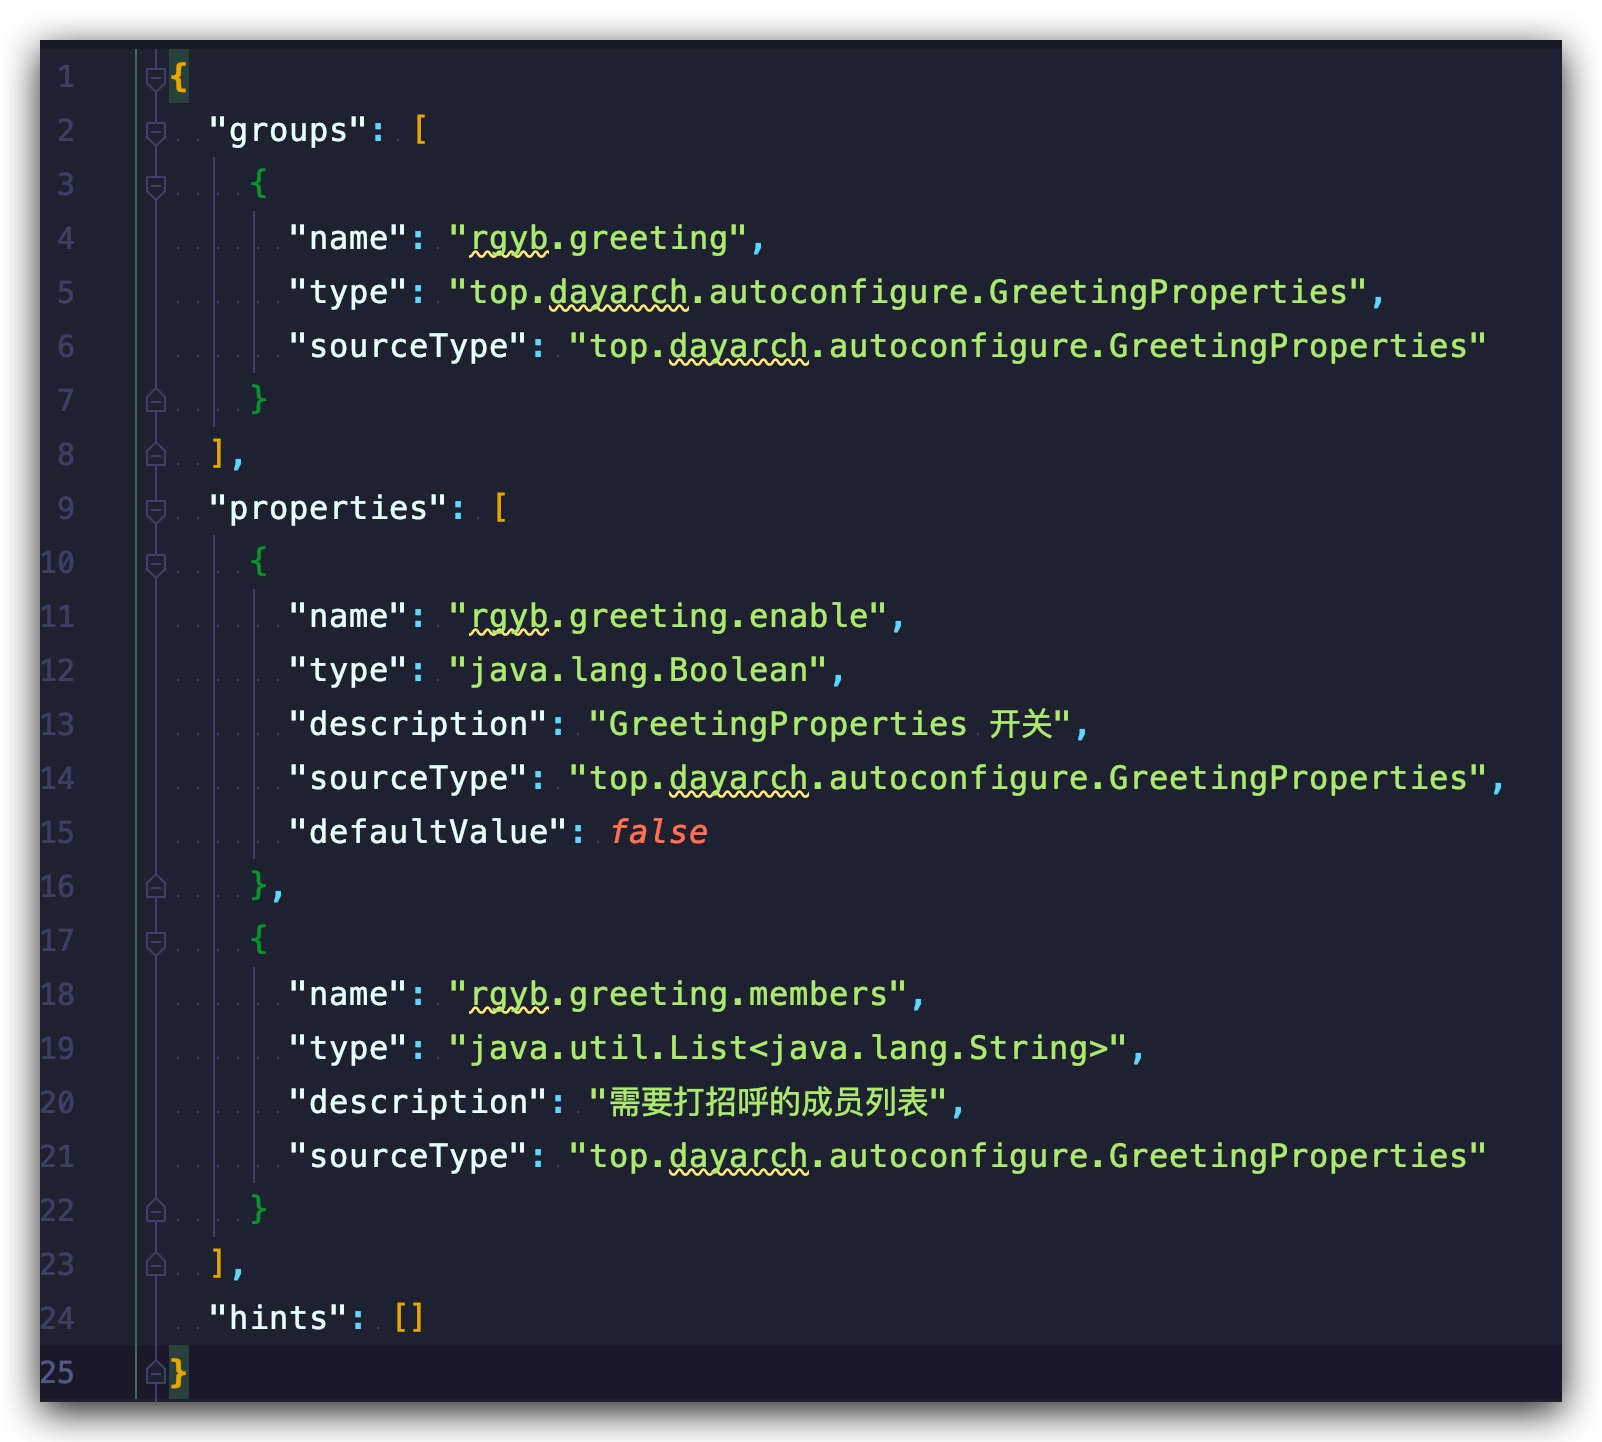 1 {
2 "groups": [
3 {
4 "name": "rgyb.greeting",
5 "type": "top.dayarch.autoconfigure.GreetingProperties",
6 "sourceType": "top.dayarch.autoconfigure.GreetingProperties"
7 }
8 ],
9 "properties": [
10 {
11 "name": "rgyb.greeting.enable",
12 "type": "java.lang.Boolean",
13 "description": "GreetingProperties 开关",
14 "sourceType": "top.dayarch.autoconfigure.GreetingProperties",
15 "defaultValue": false
16 },
17 {
18 "name": "rgyb.greeting.members",
19 "type": "java.util.List<java.lang.String>",
20 "description": "需要打招呼的成员列表",
21 "sourceType": "top.dayarch.autoconfigure.GreetingProperties"
22 }
23 ],
24 "hints": []
25 }